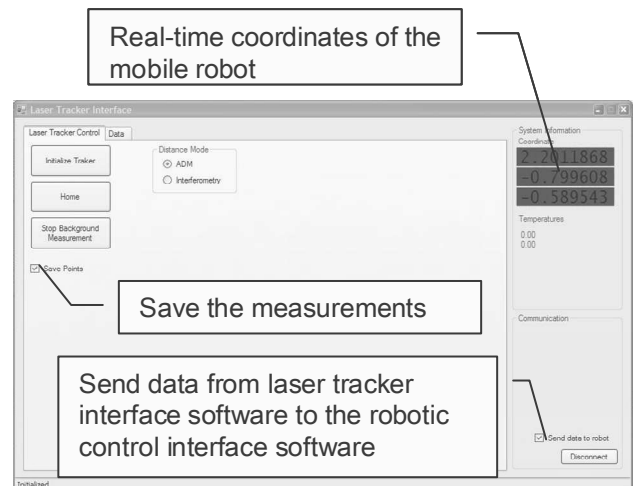 Real-time coordinates of the
mobile robot
Laser Tracker Interface
Laser Tracker Control Data
System Information
Coordinate
Distance Mode
Initialize Traker
ADM
2.2011868
Interferometry
-0.799608
Home
-0.589543
Temperatures
Stop Background
Measurement
0.00
0.00
Save Points
Save the measurements
Communication
Send data from laser tracker
interface software to the robotic
control interface software
Send data to robot
Disconnect
Initialized